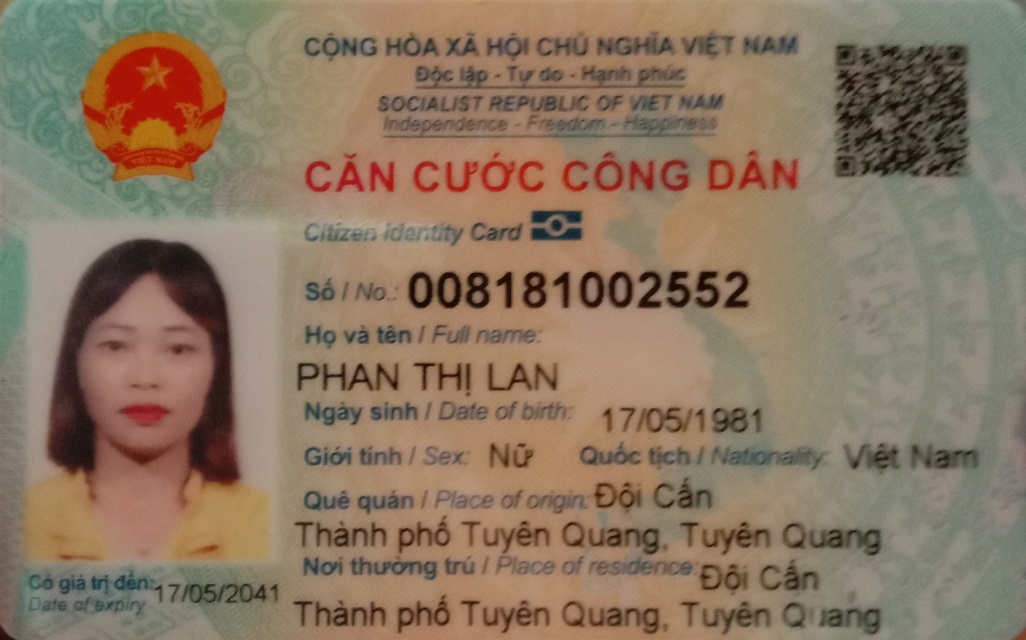 CỘNG HÒA XÃ HỘI CHỦ NGHĨA VIỆT NAM
Độc lập - Tự do - Hạnh phúc
SOCIALIST REPUBLIC OF VIET NAM
Independence - Freedom - Happiness
VIỆT NAM
CĂN CƯỚC CÔNG DÂN
Citizen Identity Card
Số / No.: 008181002552
Họ và tên / Full name:
PHAN THỊ LAN
Ngày sinh / Date of birth: 17/05/1981
Giới tính / Sex: Nữ Quốc tịch / Nationality: Việt Nam
Quê quán / Place of origin: Đội Cấn
Thành phố Tuyên Quang, Tuyên Quang
Nơi thường trú / Place of residence: Đội Cấn
Thành phố Tuyên Quang, Tuyên Quang
Có giá trị đến: 17/05/2041
Date of expiry